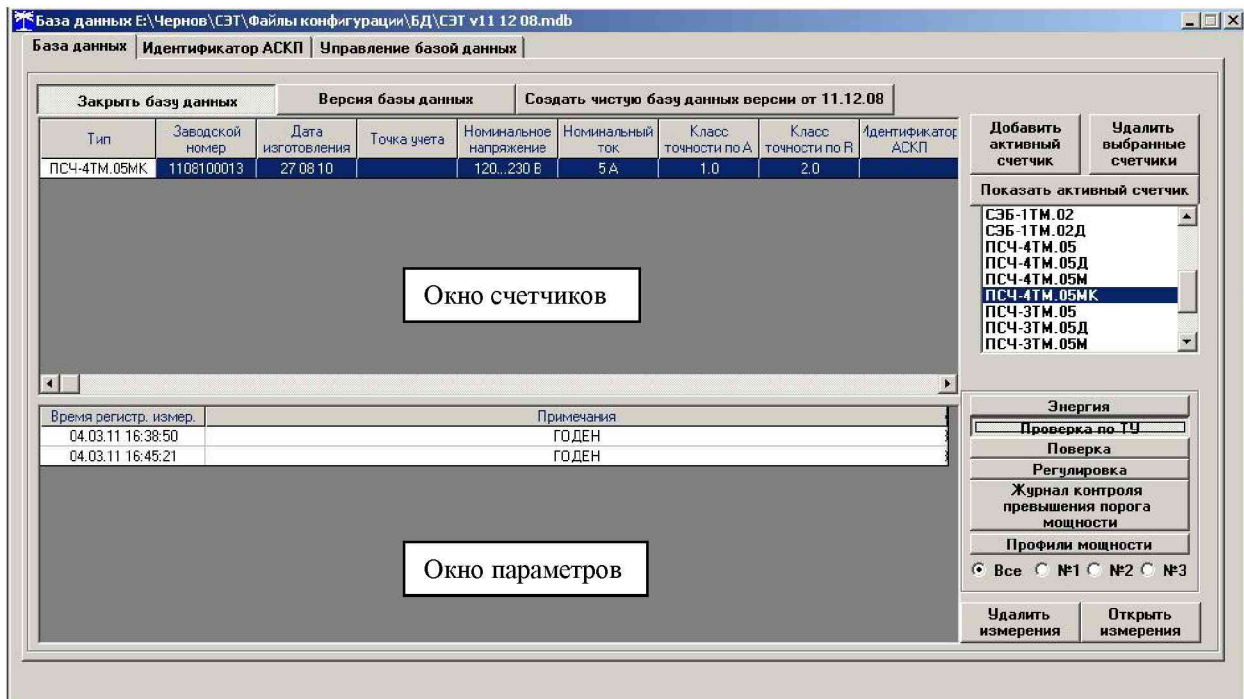 База данных E:\Чернов\СЭТ\Файлы конфигурации\БД\СЭТ v11 12 08.mdb
База данных Идентификатор АСКП Управление базой данных
Закрыть базу данных Версия базы данных Создать чистую базу данных версии от 11.12.08
Тип Заводской номер Дата изготовления Точка учета Номинальное напряжение Номинальный ток Класс точности по А Класс точности по R Идентификатор АСКП
ПСЧ-4ТМ.05МК 1108100013 27 08 10 120...230 В 5 А 1.0 2.0
Добавить активный счетчик
Удалить выбранные счетчики
Показать активный счетчик
СЭБ-1ТМ.02
СЭБ-1ТМ.02Д
ПСЧ-4ТМ.05
ПСЧ-4ТМ.05Д
ПСЧ-4ТМ.05М
ПСЧ-4ТМ.05МК
ПСЧ-3ТМ.05
ПСЧ-3ТМ.05Д
ПСЧ-3ТМ.05М
Окно счетчиков
Время регистр. измер. Примечания
04.03.11 16:38:50 ГОДЕН
04.03.11 16:45:21 ГОДЕН
Окно параметров
Энергия
Проверка по ТУ
Поверка
Регулировка
Журнал контроля
превышения порога
мощности
Профили мощности
Все №1 №2 №3
Удалить измерения
Открыть измерения